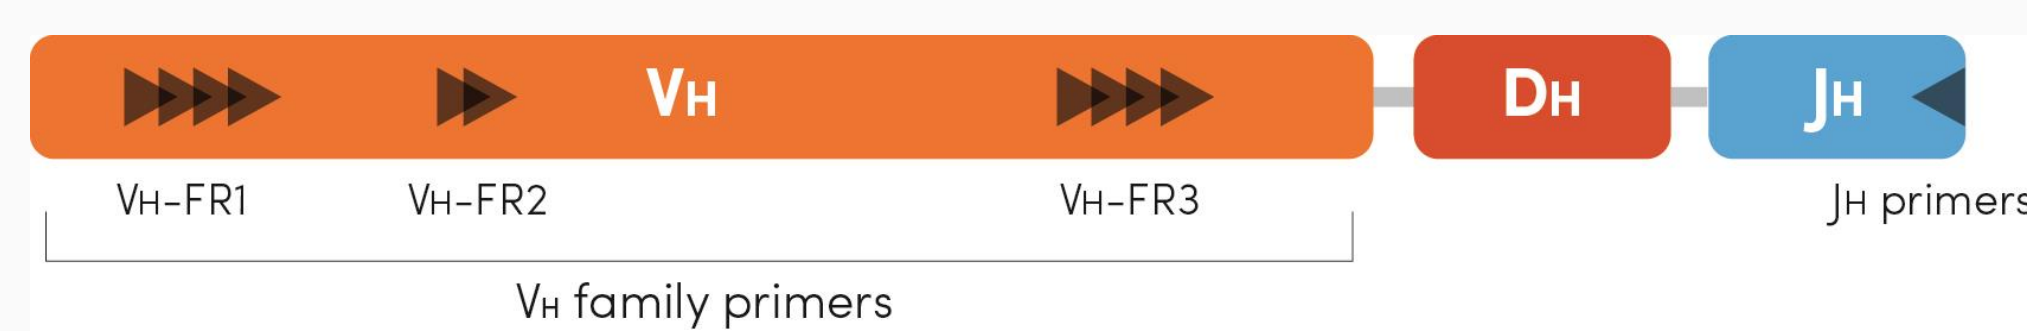 VH DH JH
VH-FR1 VH-FR2 VH-FR3 JH primers
VH family primers